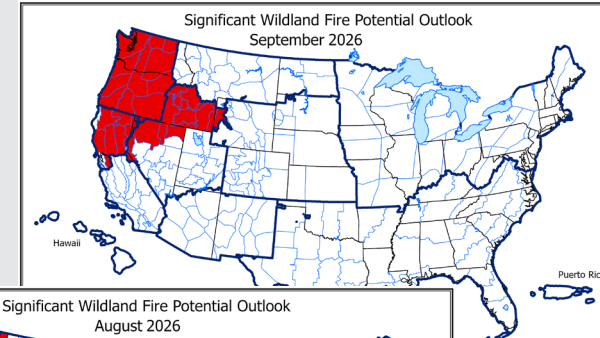 Significant Wildland Fire Potential Outlook
September 2026
Hawaii
Puerto Ric
Significant Wildland Fire Potential Outlook
August 2026